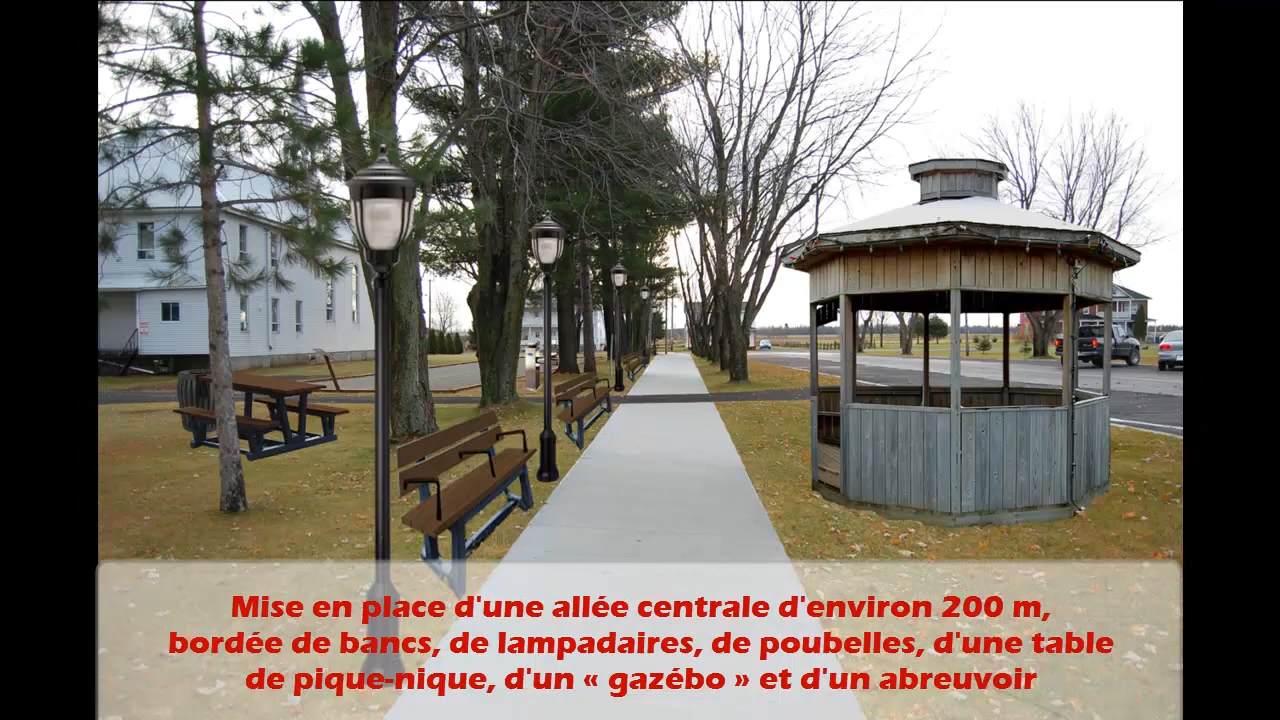 Mise en place d'une allée centrale d'environ 200 m,
bordée de bancs, de lampadaires, de poubelles, d'une table
de pique-nique, d'un « gazébo » et d'un abreuvoir